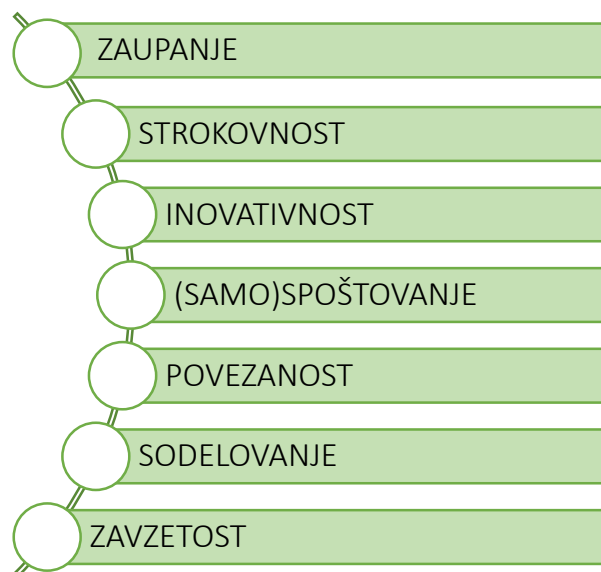 ZAUPANJE
STROKOVNOST
INOVATIVNOST
(SAMO)SPOŠTOVANJE
POVEZANOST
SODELOVANJE
ZAVZETOST